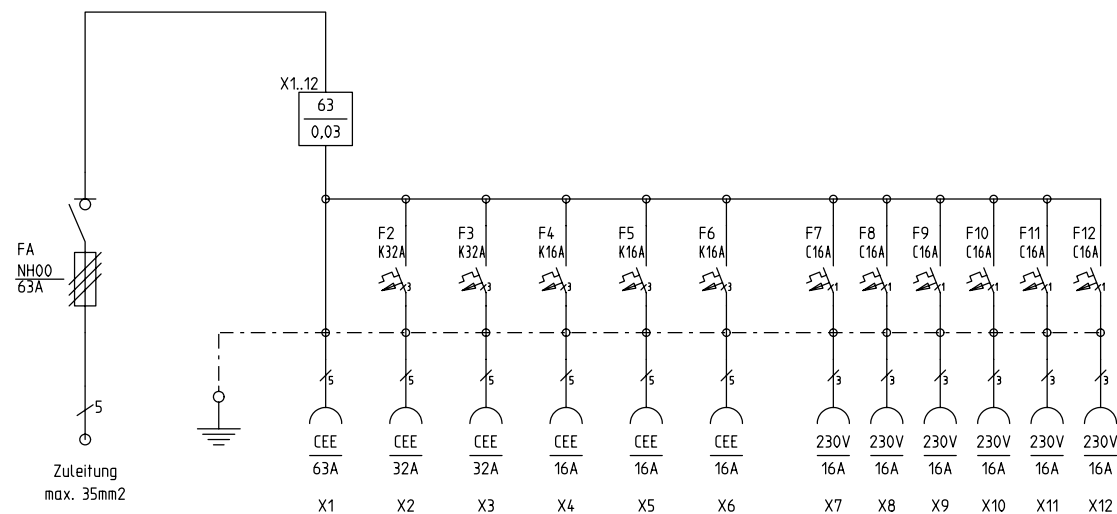 X1..12
63
0,03
FA
NH00
63A
F2
K32A
F3
K32A
F4
K16A
F5
K16A
F6
K16A
F7
C16A
F8
C16A
F9
C16A
F10
C16A
F11
C16A
F12
C16A
3 3 3 3 3 1 1 1 1 1 1
5 5 5 5 5 5 3 3 3 3 3 3
5
Zuleitung
max. 35mm2
CEE
63A
X1
CEE
32A
X2
CEE
32A
X3
CEE
16A
X4
CEE
16A
X5
CEE
16A
X6
230V
16A
X7
230V
16A
X8
230V
16A
X9
230V
16A
X10
230V
16A
X11
230V
16A
X12